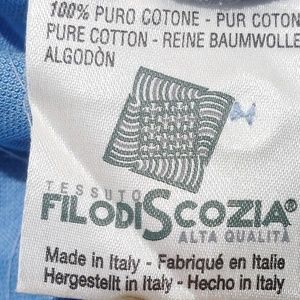 100% PURO COTONE - PUR COTON
PURE COTTON - REINE BAUMWOLLE
ALGODÒN
TESSUTO
FILODISCOZIA®
ALTA QUALITÀ
Made in Italy - Fabriqué en Italie
Hergestellt in Italy - Hecho in Italy